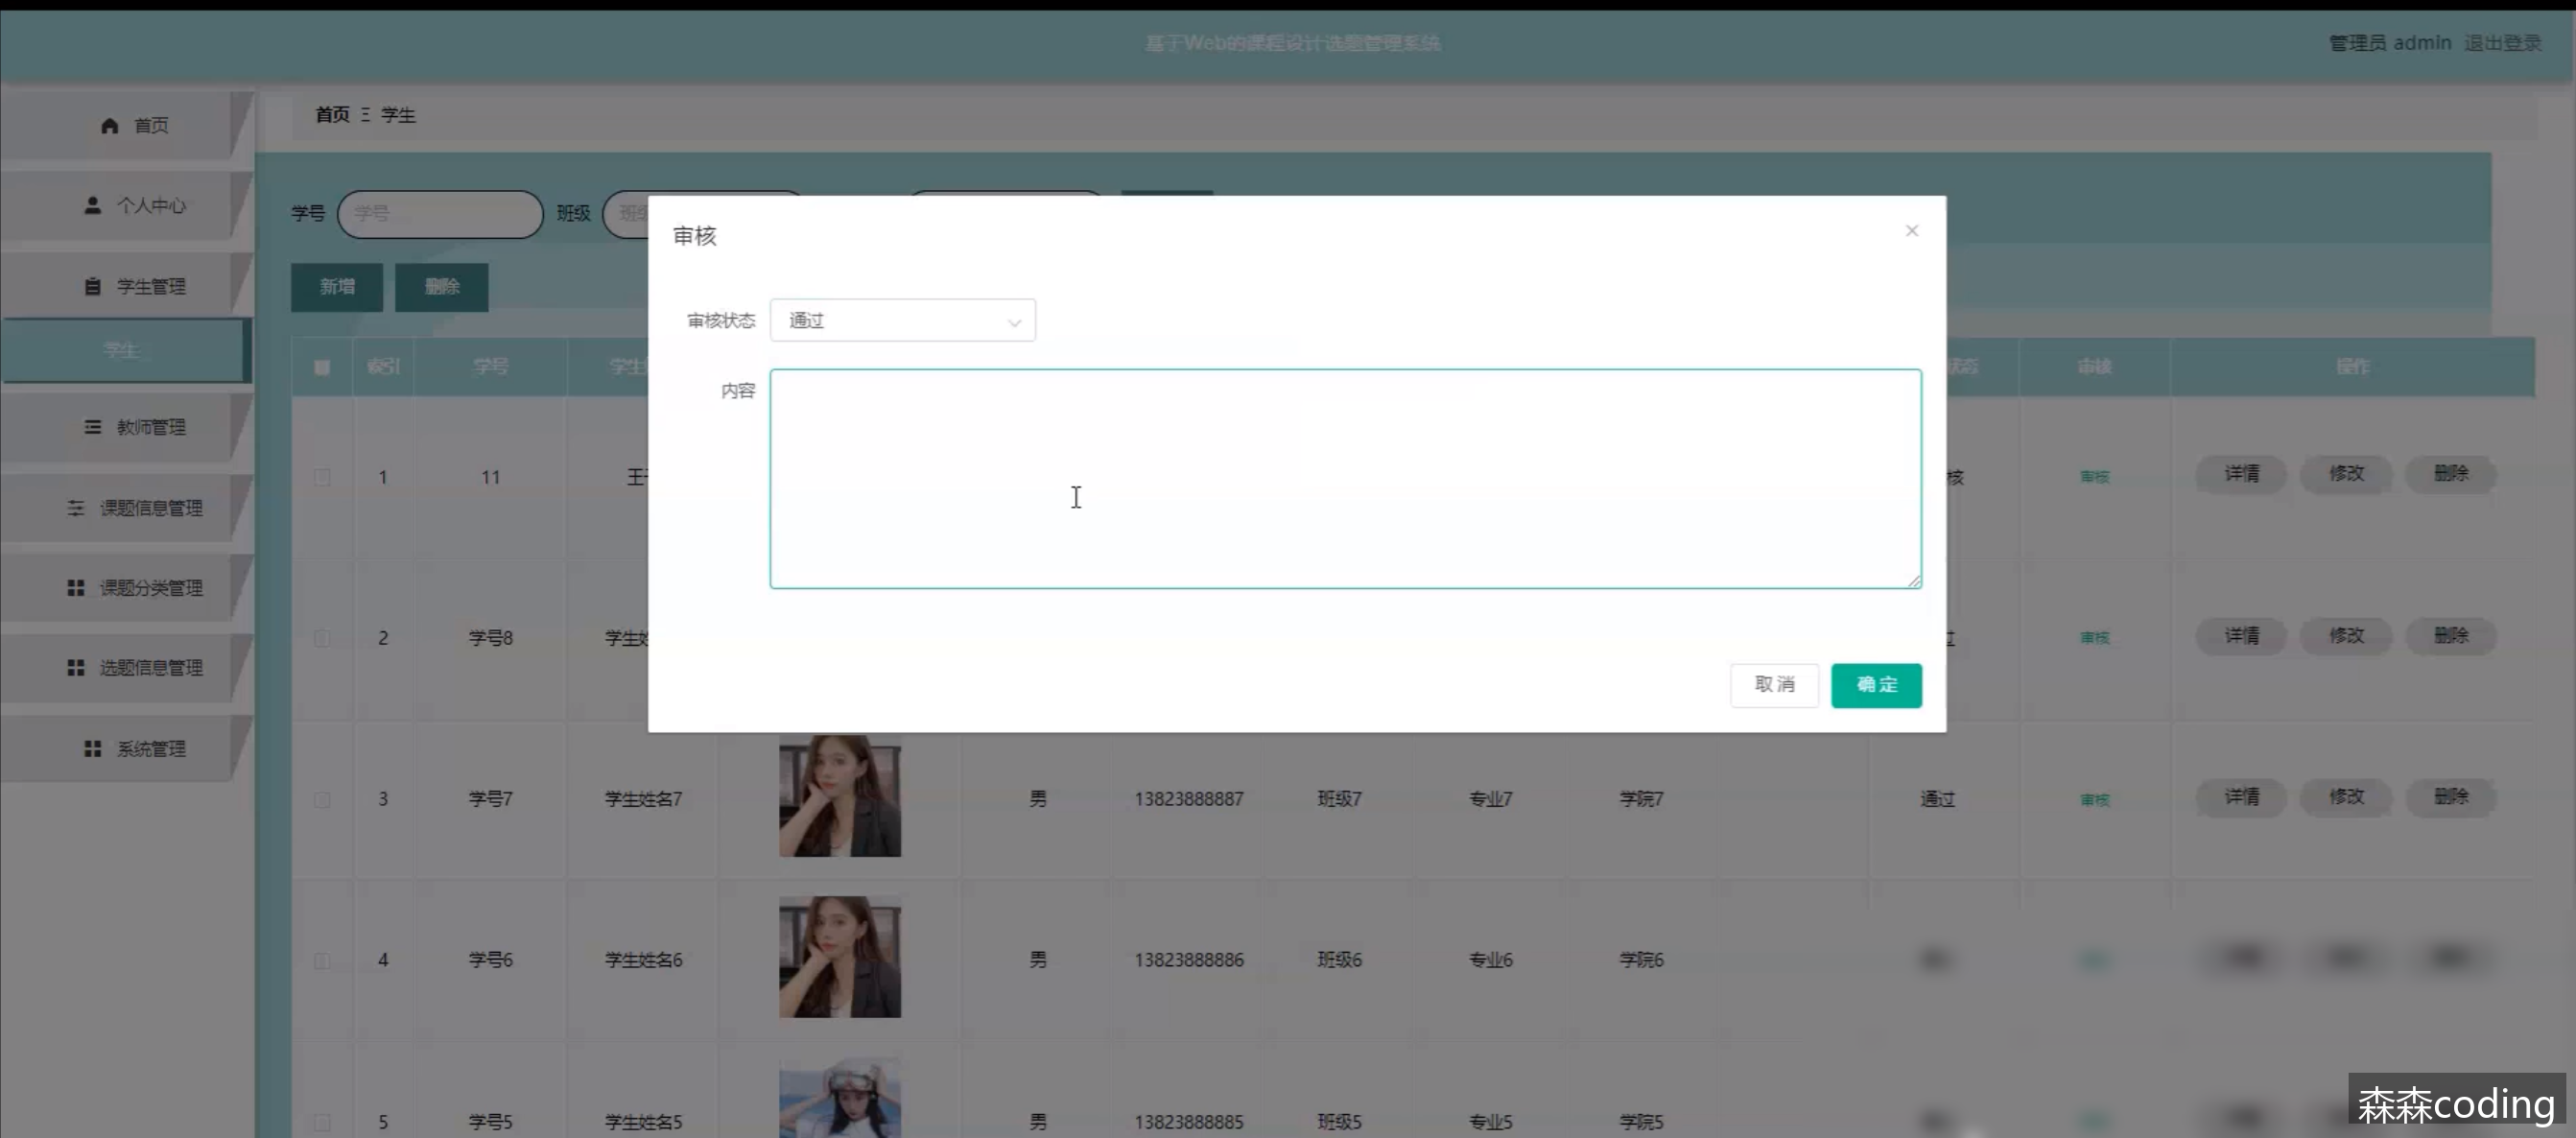 基于Web的课程设计选题管理系统
管理员 admin 退出登录
首页
个人中心
学生管理
学生
教师管理
课题信息管理
课题分类管理
选题信息管理
系统管理
首页 Ξ 学生
学号 学号 班级 班级
新增 删除
索引 学号 学生 状态 审核 操作
1 11 王 核 审核 详情 修改 删除
2 学号8 学生姓 过 审核 详情 修改 删除
3 学号7 学生姓名7 男 13823888887 班级7 专业7 学院7 通过 审核 详情 修改 删除
4 学号6 学生姓名6 男 13823888886 班级6 专业6 学院6
5 学号5 学生姓名5 男 13823888885 班级5 专业5 学院5
审核
审核状态 通过
内容
取消 确定
森森coding